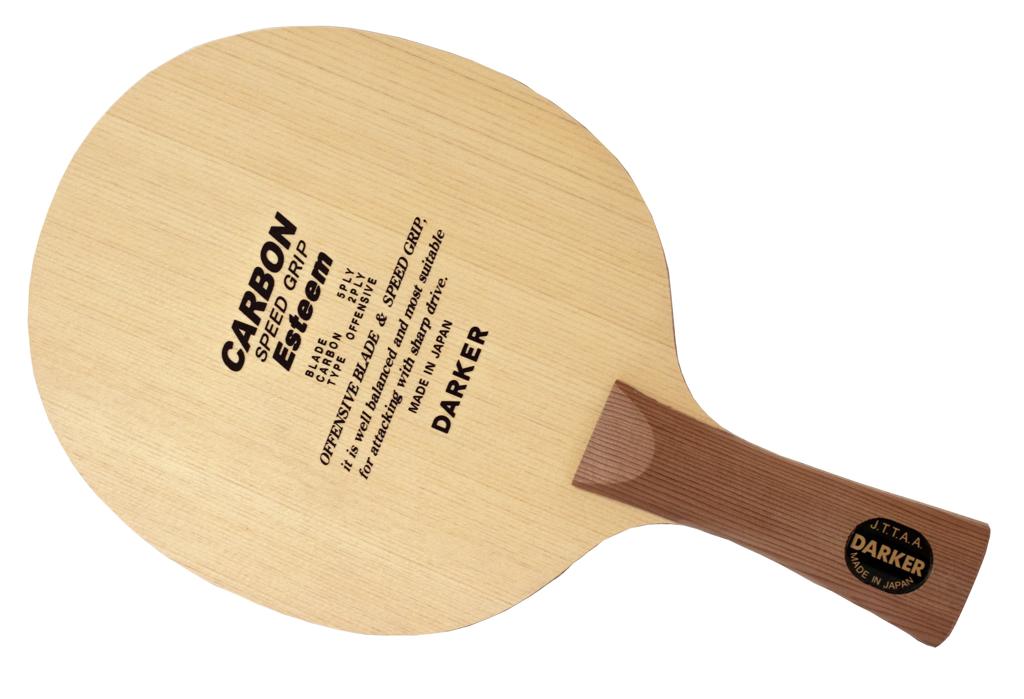 CARBON
SPEED GRIP
Esteem
BLADE 5PLY
CARBON 2PLY
TYPE OFFENSIVE
OFFENSIVE BLADE & SPEED GRIP,
it is well balanced and most suitable
for attacking with sharp drive.
MADE IN JAPAN
DARKER
J.T.T.A.A.
DARKER
MADE IN JAPAN